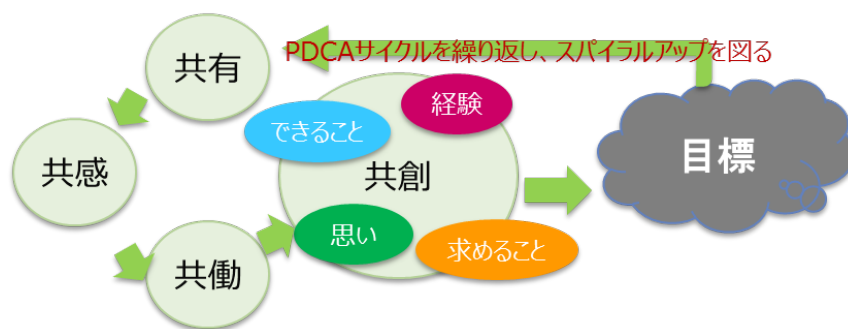 PDCAサイクルを繰り返し、スパイラルアップを図る
共有
経験
できること
目標
共感
共創
思い
求めること
共働